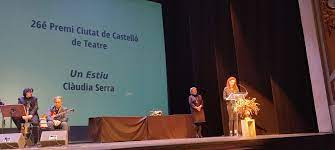 26é Premi Ciutat de Castelló
de Teatre
Un Estiu
Clàudia Serra